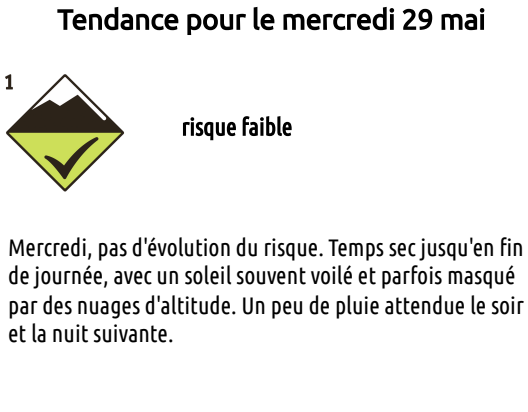 Tendance pour le mercredi 29 mai
1
risque faible
Mercredi, pas d'évolution du risque. Temps sec jusqu'en fin
de journée, avec un soleil souvent voilé et parfois masqué
par des nuages d'altitude. Un peu de pluie attendue le soir
et la nuit suivante.